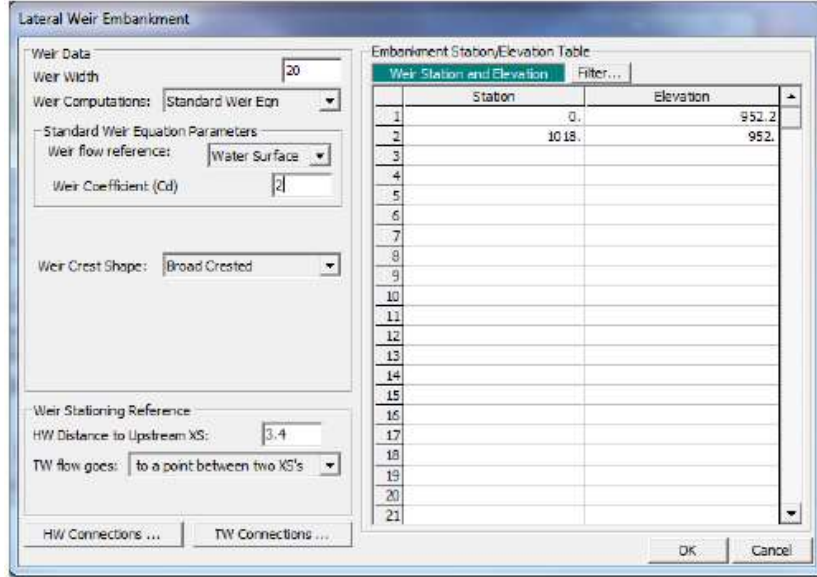 Lateral Weir Embankment
Weir Data
Weir Width 20
Weir Computations: Standard Weir Eqn
Standard Weir Equation Parameters
Weir flow reference: Water Surface
Weir Coefficient (Cd) 2
Weir Crest Shape: Broad Crested
Weir Stationing Reference
HW Distance to Upstream XS: 3.4
TW flow goes: to a point between two XS's
HW Connections ... TW Connections ...
Embankment Station/Elevation Table
Weir Station and Elevation Filter...
Station Elevation
1 0. 952.2
2 1018. 952.
3
4
5
6
7
8
9
10
11
12
13
14
15
16
17
18
19
20
21
OK Cancel